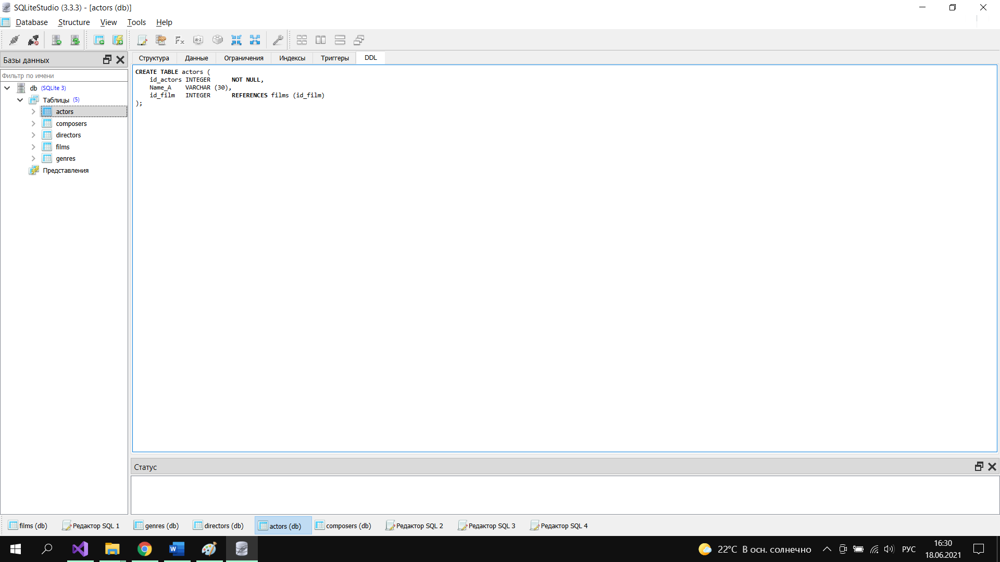 SQLiteStudio (3.3.3) - [actors (db)]
Database Structure View Tools Help
Базы данных
Фильтр по имени
db (SQLite 3)
Таблицы (5)
actors
composers
directors
films
genres
Представления
Структура Данные Ограничения Индексы Триггеры DDL
CREATE TABLE actors (
id_actors INTEGER NOT NULL,
Name_A VARCHAR (30),
id_film INTEGER REFERENCES films (id_film)
);
Статус
films (db) Редактор SQL 1 genres (db) directors (db) actors (db) composers (db) Редактор SQL 2 Редактор SQL 3 Редактор SQL 4
22°C В осн. солнечно РУС 16:30
18.06.2021